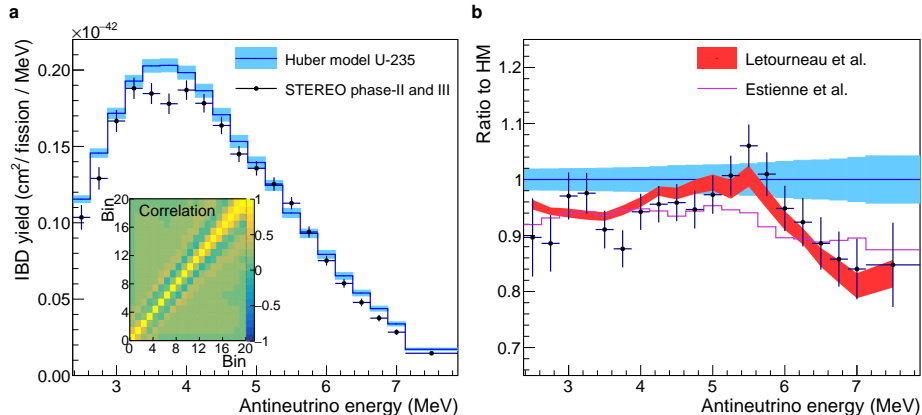 a
×10⁻⁴²
IBD yield (cm²/ fission / MeV)
0.20
0.15
0.10
0.05
0.00
Huber model U-235
STEREO phase-II and III
Correlation
Bin
20
16
12
8
4
0
0 4 8 12 16 20
Bin
1
0.5
0
−0.5
−1
3 4 5 6 7
Antineutrino energy (MeV)
b
Ratio to HM
1.2
1.1
1.0
0.9
0.8
0.7
Letourneau et al.
Estienne et al.
3 4 5 6 7
Antineutrino energy (MeV)